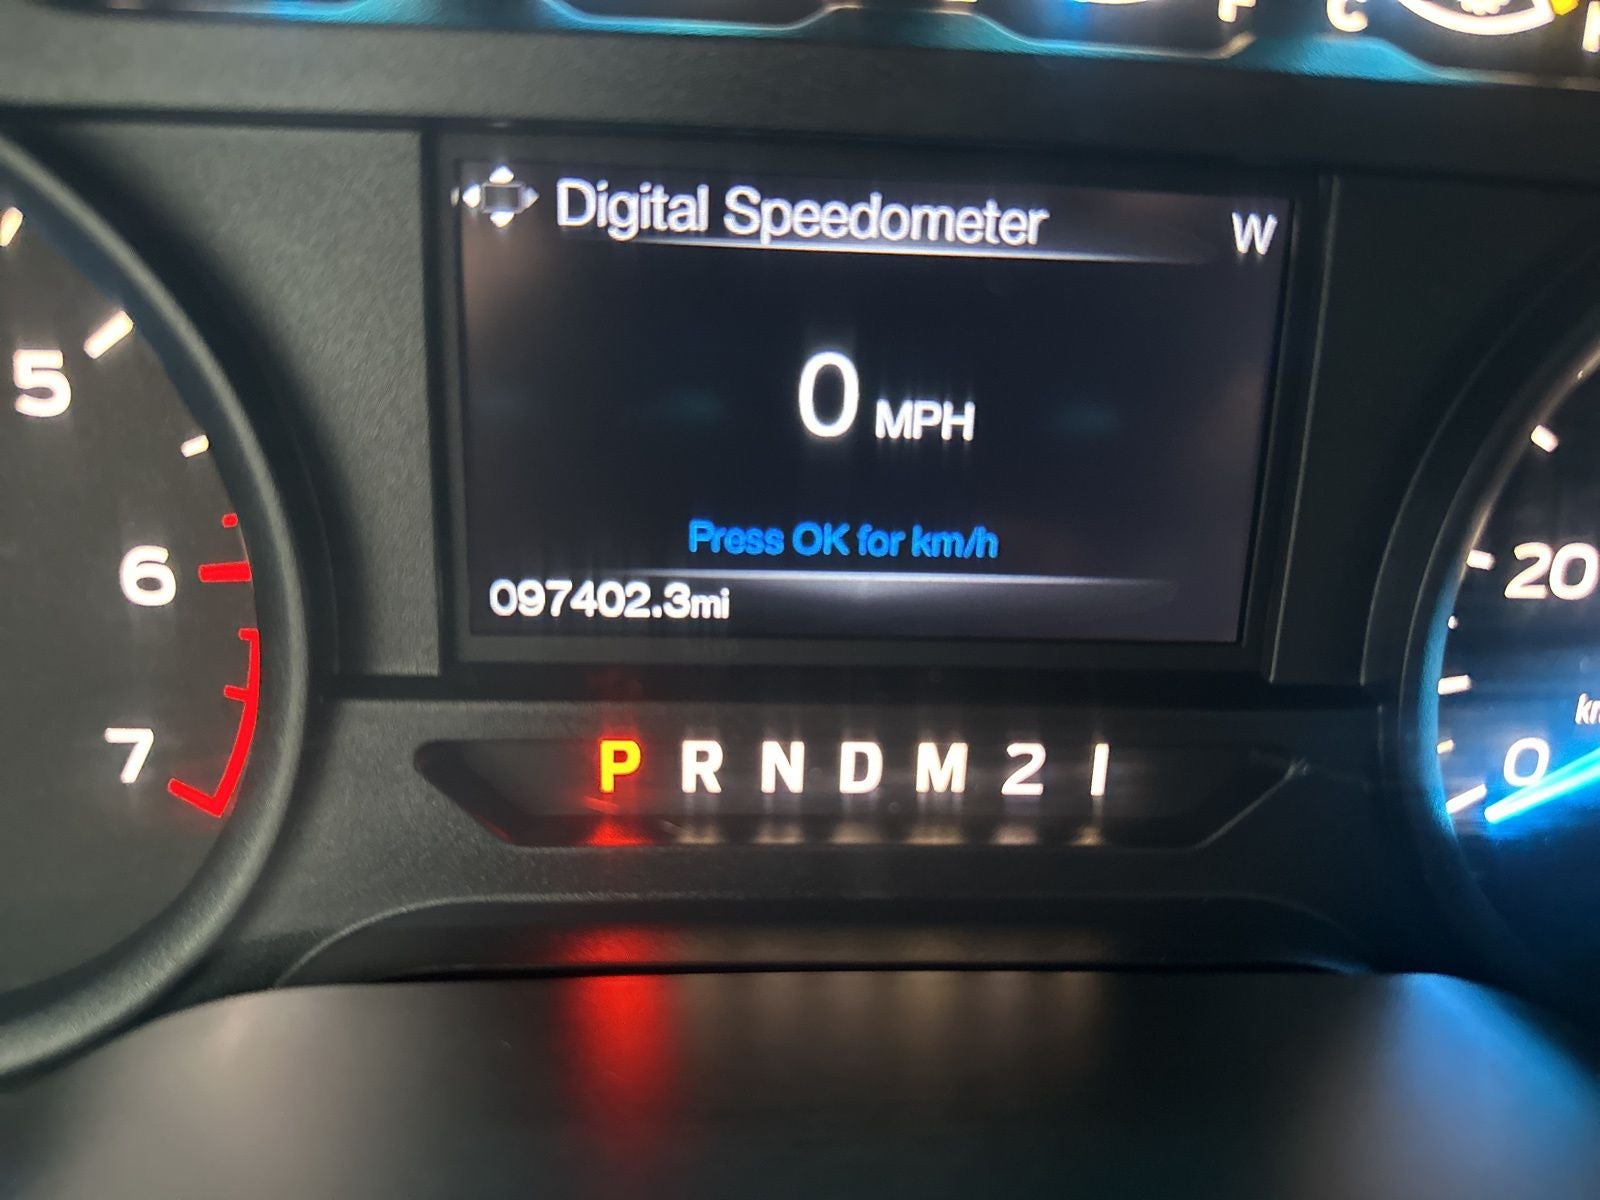 F C
Digital Speedometer W
5
0 MPH
Press OK for km/h
6
20
097402.3mi
7
P R N D M 2 1
0